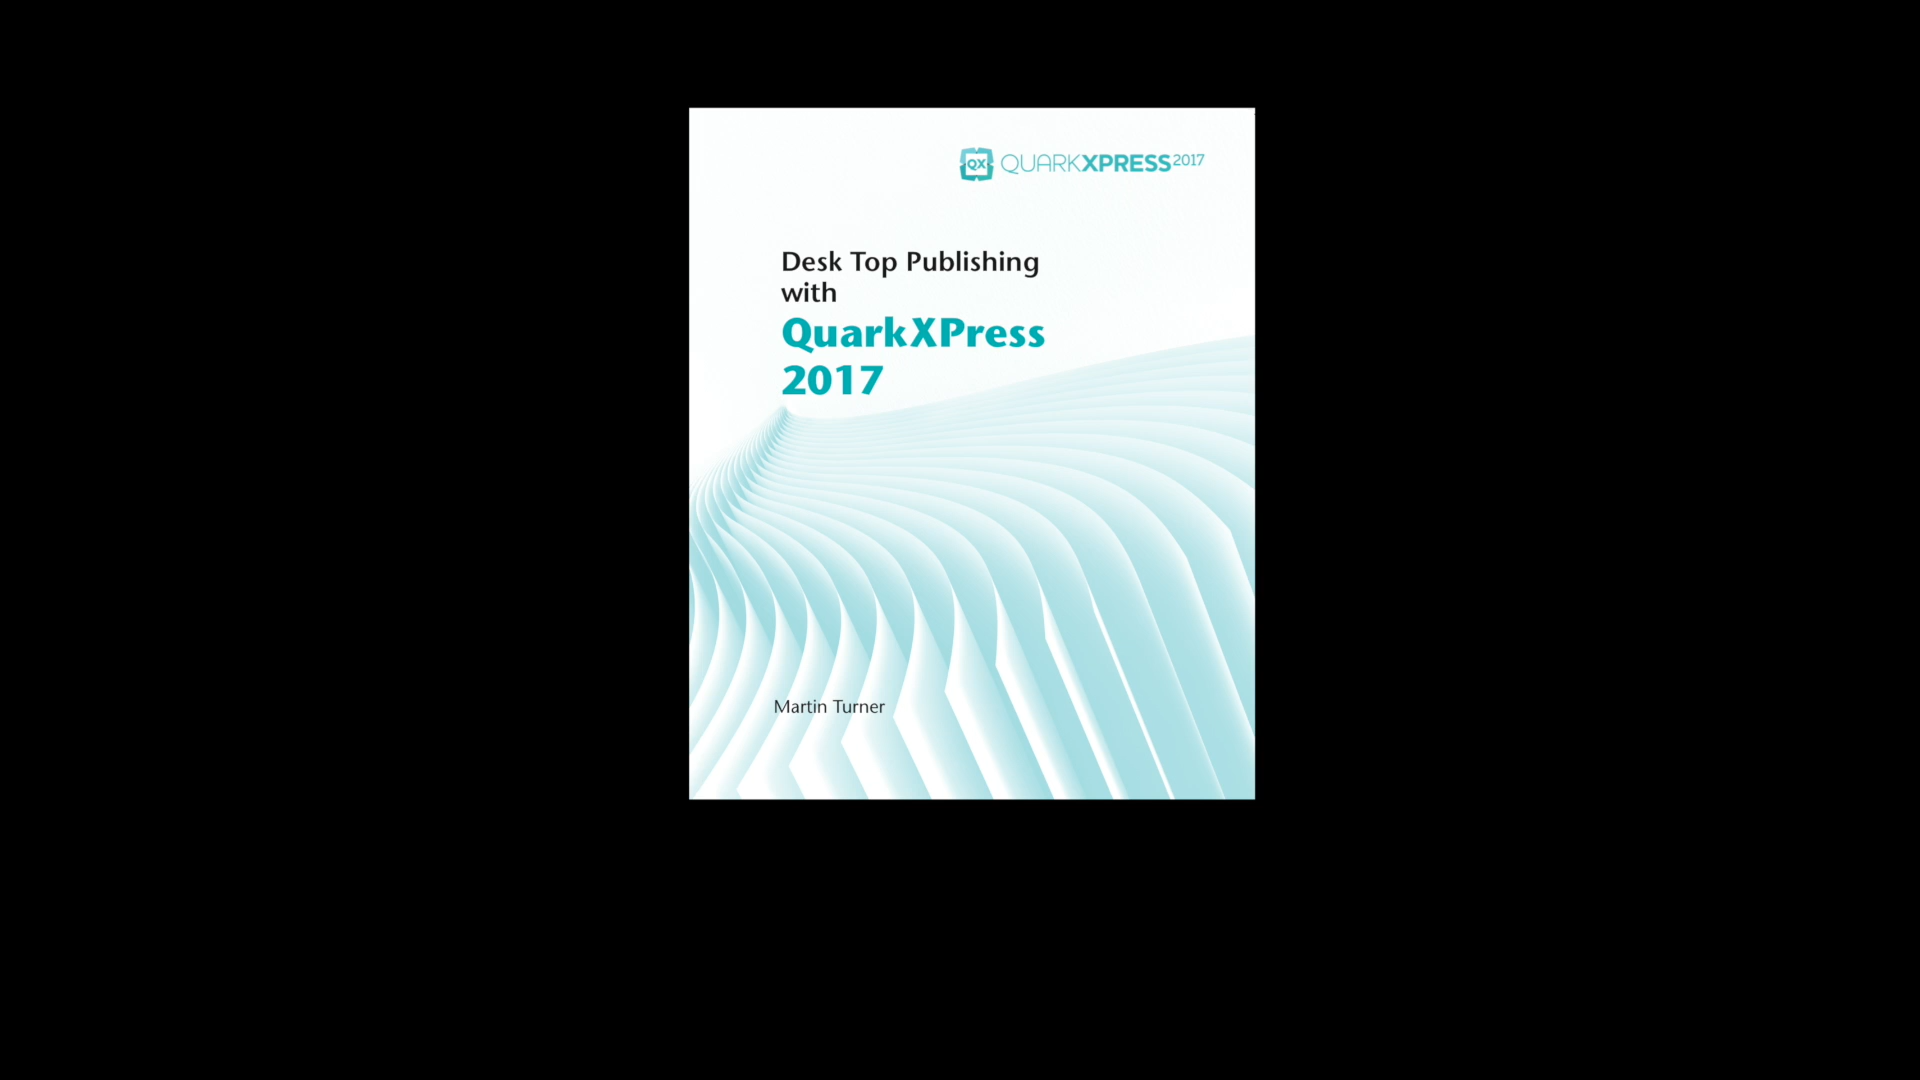 QX QUARKXPRESS2017
Desk Top Publishing
with
QuarkXPress
2017
Martin Turner